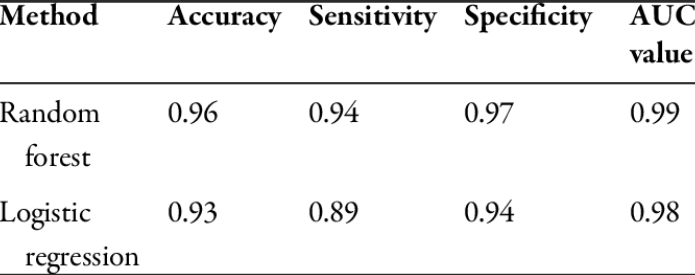 Method Accuracy Sensitivity Specificity AUC
value
Random 0.96 0.94 0.97 0.99
forest
Logistic 0.93 0.89 0.94 0.98
regression